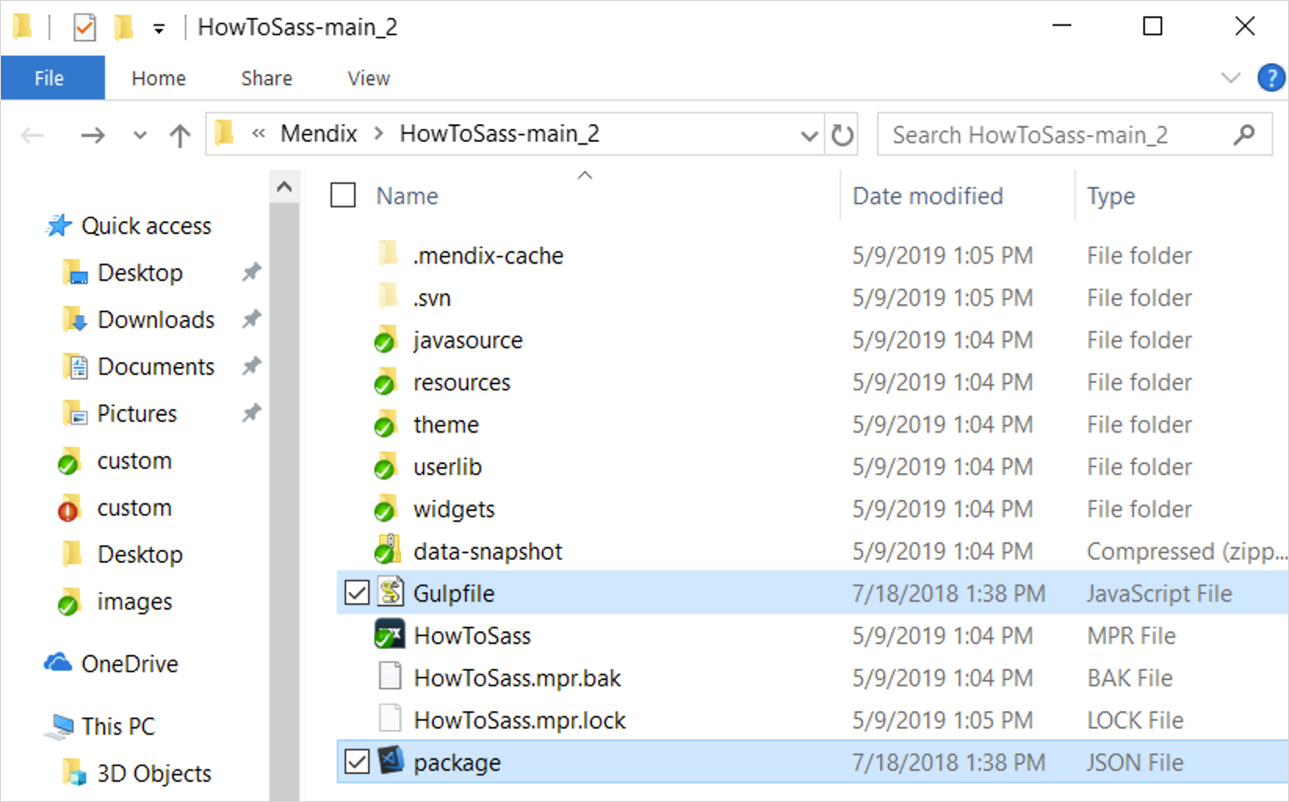 HowToSass-main_2
File Home Share View
?
« Mendix > HowToSass-main_2 Search HowToSass-main_2
Name Date modified Type
Quick access
Desktop
Downloads
Documents
Pictures
custom
custom
Desktop
images
OneDrive
This PC
3D Objects
.mendix-cache 5/9/2019 1:05 PM File folder
.svn 5/9/2019 1:05 PM File folder
javasource 5/9/2019 1:04 PM File folder
resources 5/9/2019 1:04 PM File folder
theme 5/9/2019 1:04 PM File folder
userlib 5/9/2019 1:04 PM File folder
widgets 5/9/2019 1:04 PM File folder
data-snapshot 5/9/2019 1:04 PM Compressed (zipp...
Gulpfile 7/18/2018 1:38 PM JavaScript File
HowToSass 5/9/2019 1:04 PM MPR File
HowToSass.mpr.bak 5/9/2019 1:04 PM BAK File
HowToSass.mpr.lock 5/9/2019 1:05 PM LOCK File
package 7/18/2018 1:38 PM JSON File